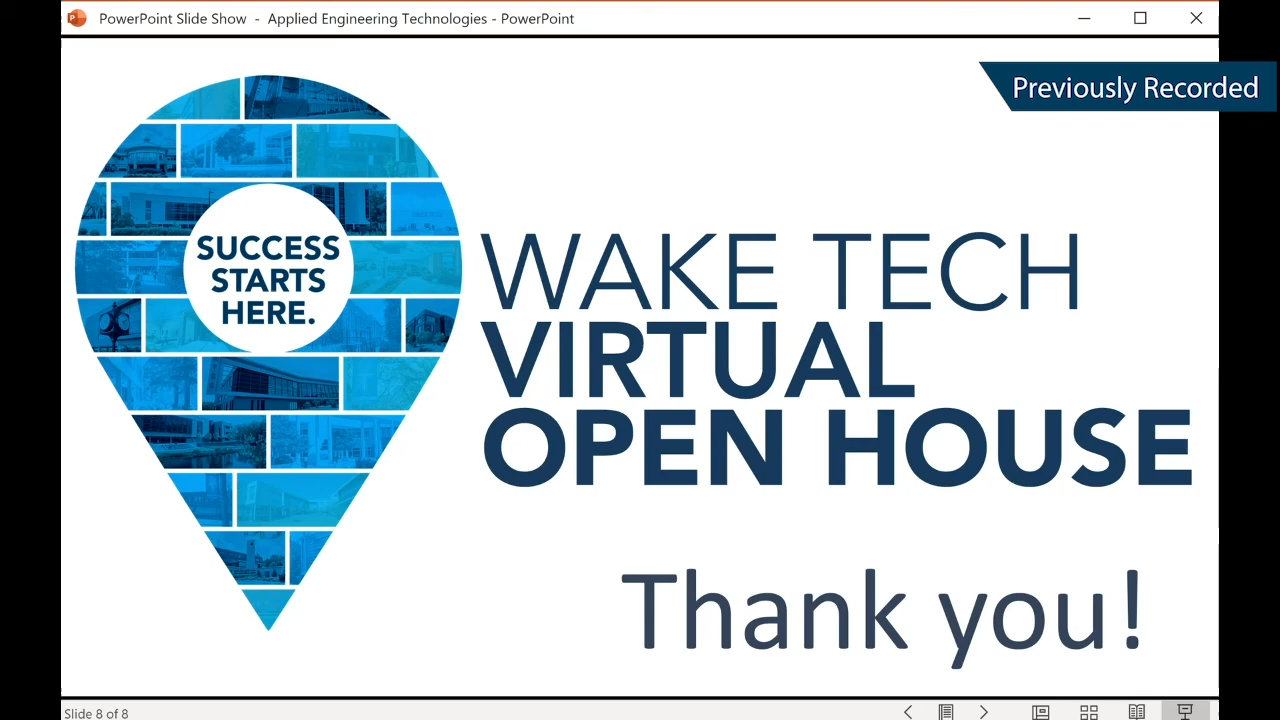 PowerPoint Slide Show - Applied Engineering Technologies - PowerPoint
Previously Recorded
SUCCESS
STARTS
HERE.
WAKE TECH
VIRTUAL
OPEN HOUSE
Thank you!
Slide 8 of 8